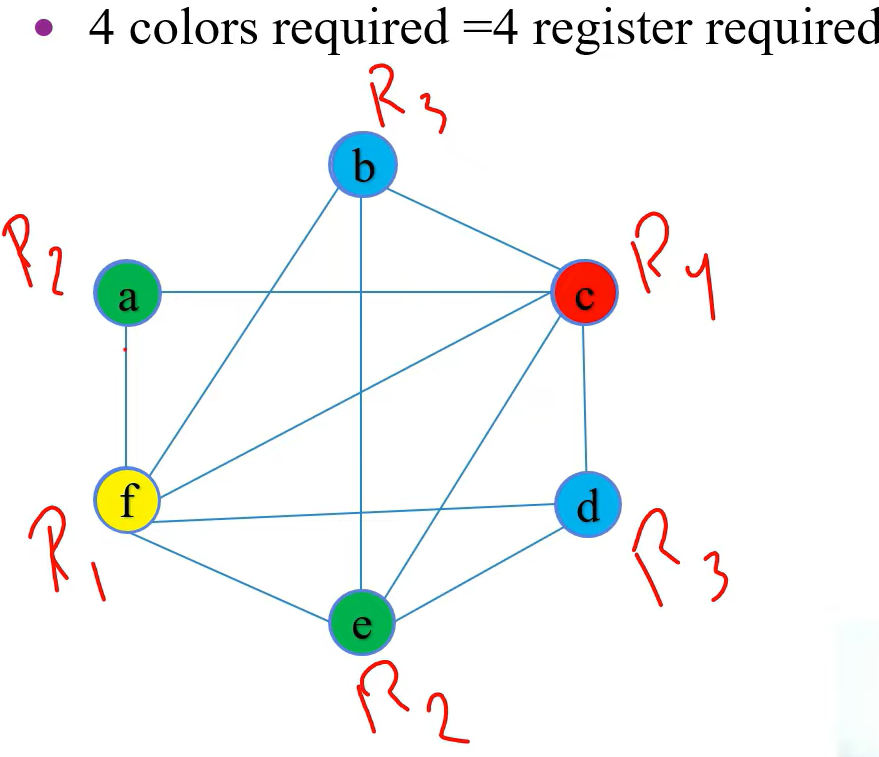 • 4 colors required =4 register required
R3
b
R2
a
c
R4
f
d
R1
R3
e
R2